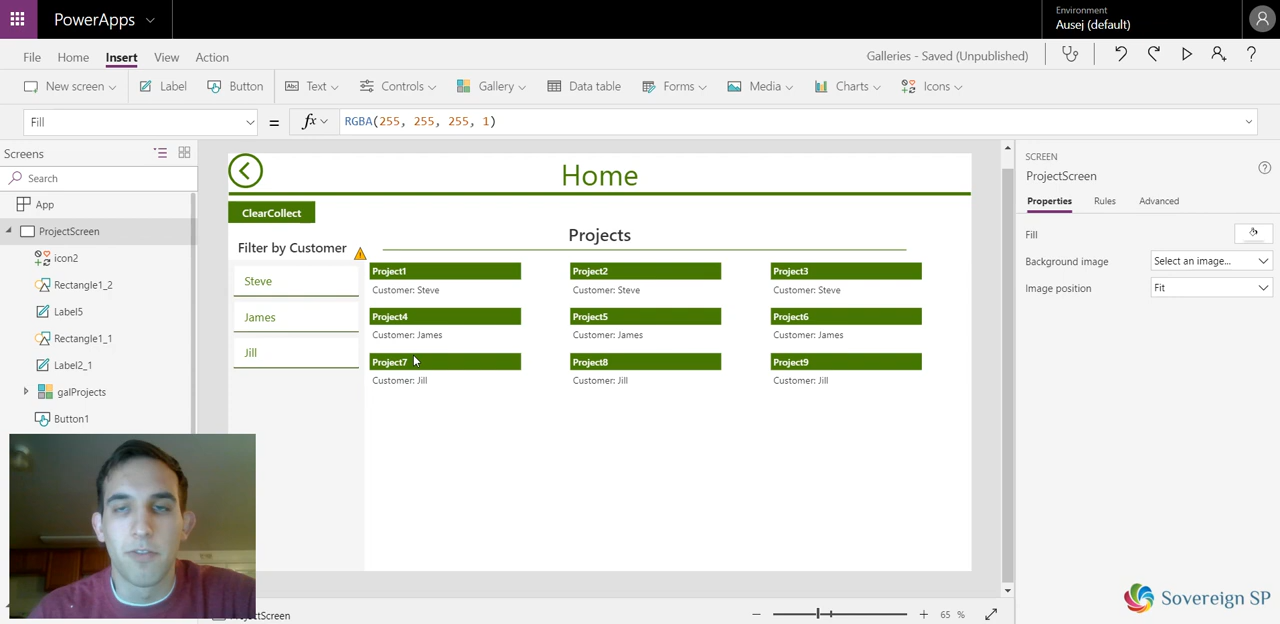 PowerApps
Environment
Ausej (default)
File Home Insert View Action
Galleries - Saved (Unpublished)
New screen Label Button Text Controls Gallery Data table Forms Media Charts Icons
Fill = fx RGBA(255, 255, 255, 1)
Screens
Search
App
ProjectScreen
icon2
Rectangle1_2
Label5
Rectangle1_1
Label2_1
galProjects
Button1
Home
ClearCollect
Filter by Customer
Steve
James
Jill
Projects
Project1 Project2 Project3
Customer: Steve Customer: Steve Customer: Steve
Project4 Project5 Project6
Customer: James Customer: James Customer: James
Project7 Project8 Project9
Customer: Jill Customer: Jill Customer: Jill
SCREEN
ProjectScreen
Properties Rules Advanced
Fill
Background image Select an image...
Image position Fit
Sovereign SP
65 %